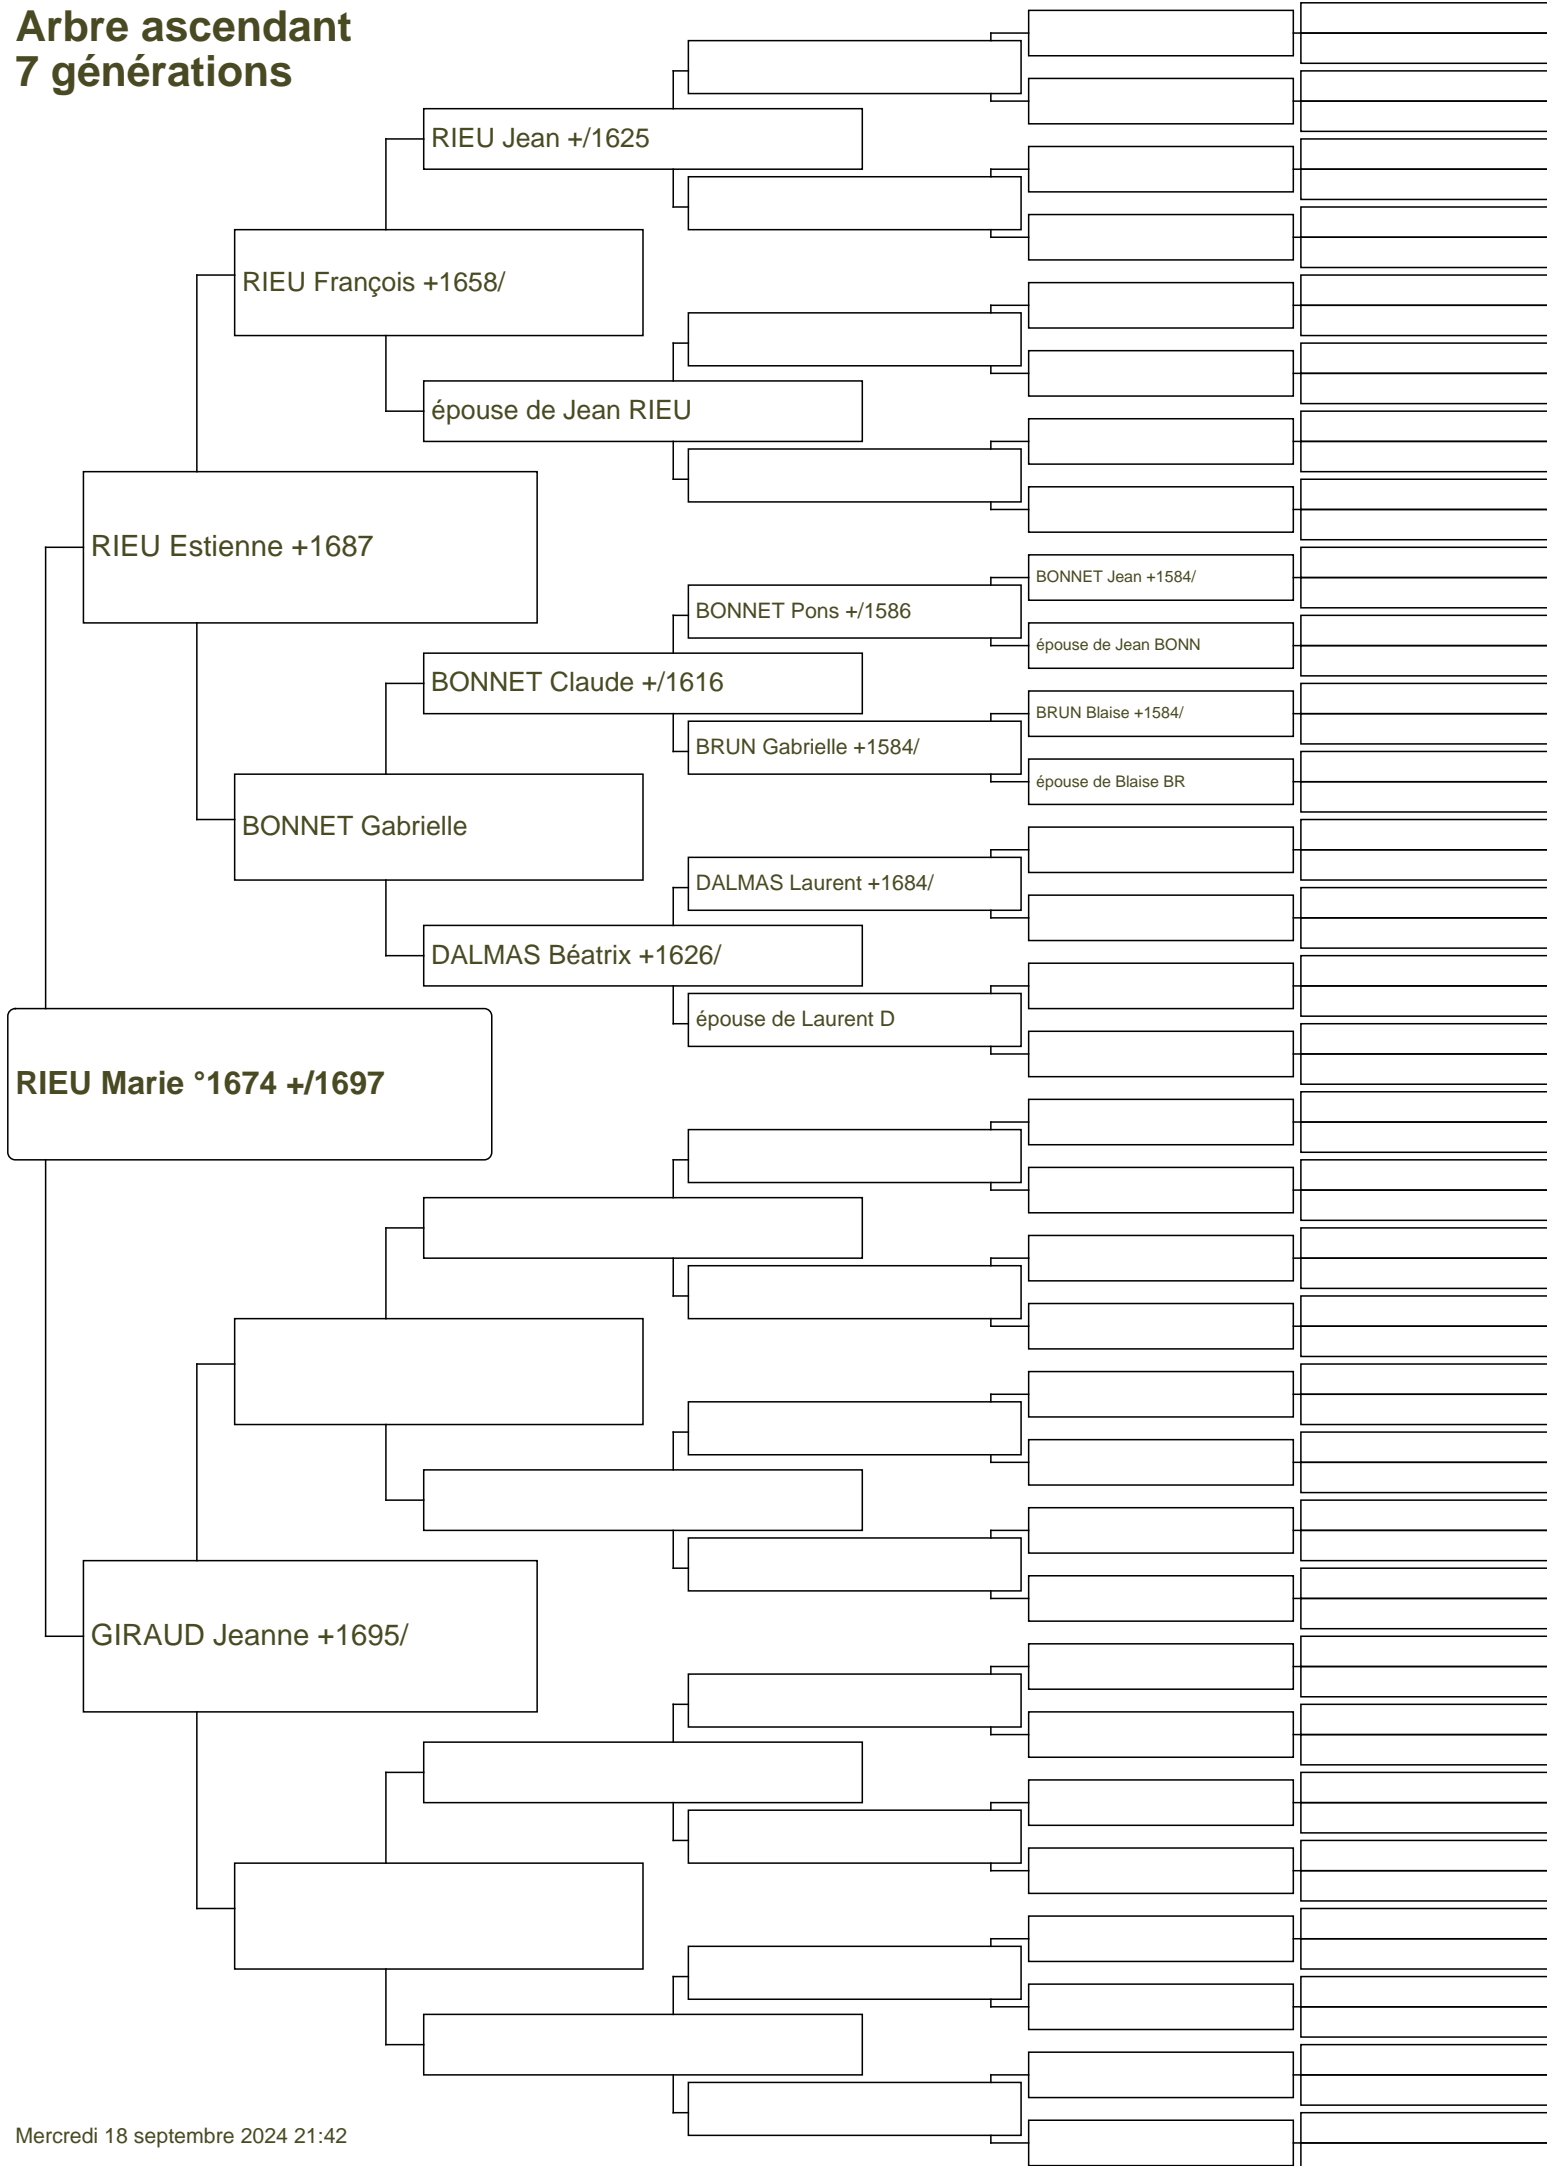 Arbre ascendant
7 générations
RIEU Jean +/1625
RIEU François +1658/
épouse de Jean RIEU
RIEU Estienne +1687
BONNET Jean +1584/
BONNET Pons +/1586
épouse de Jean BONN
BONNET Claude +/1616
BRUN Blaise +1584/
BRUN Gabrielle +1584/
épouse de Blaise BR
BONNET Gabrielle
DALMAS Laurent +1684/
DALMAS Béatrix +1626/
épouse de Laurent D
RIEU Marie °1674 +/1697
GIRAUD Jeanne +1695/
Mercredi 18 septembre 2024 21:42